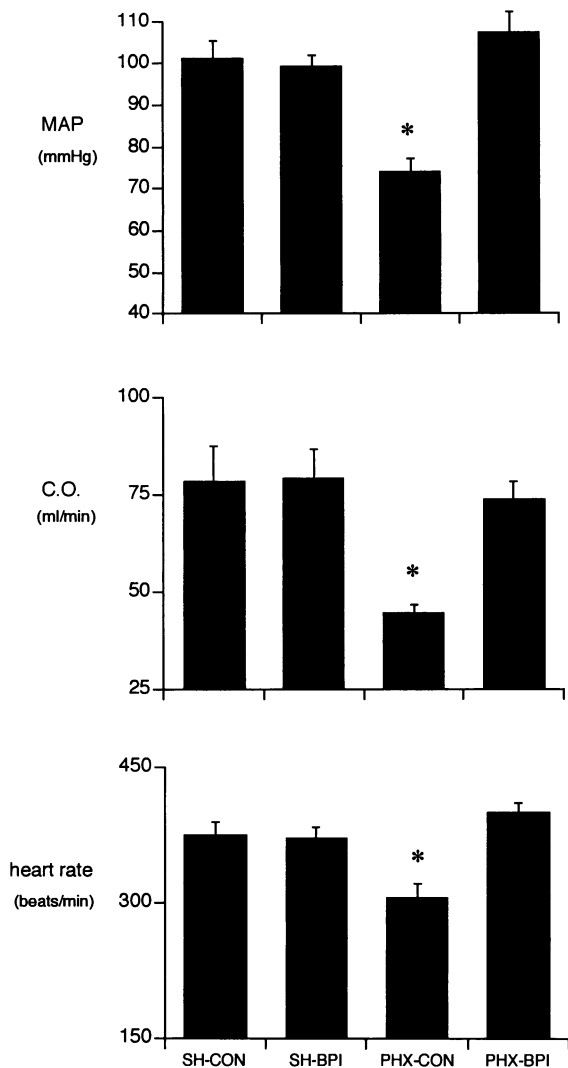 110
100
90
80
70
60
50
40
MAP
(mmHg)
*
100
75
50
25
C.O.
(ml/min)
*
450
300
150
heart rate
(beats/min)
*
SH-CON SH-BPI PHX-CON PHX-BPI